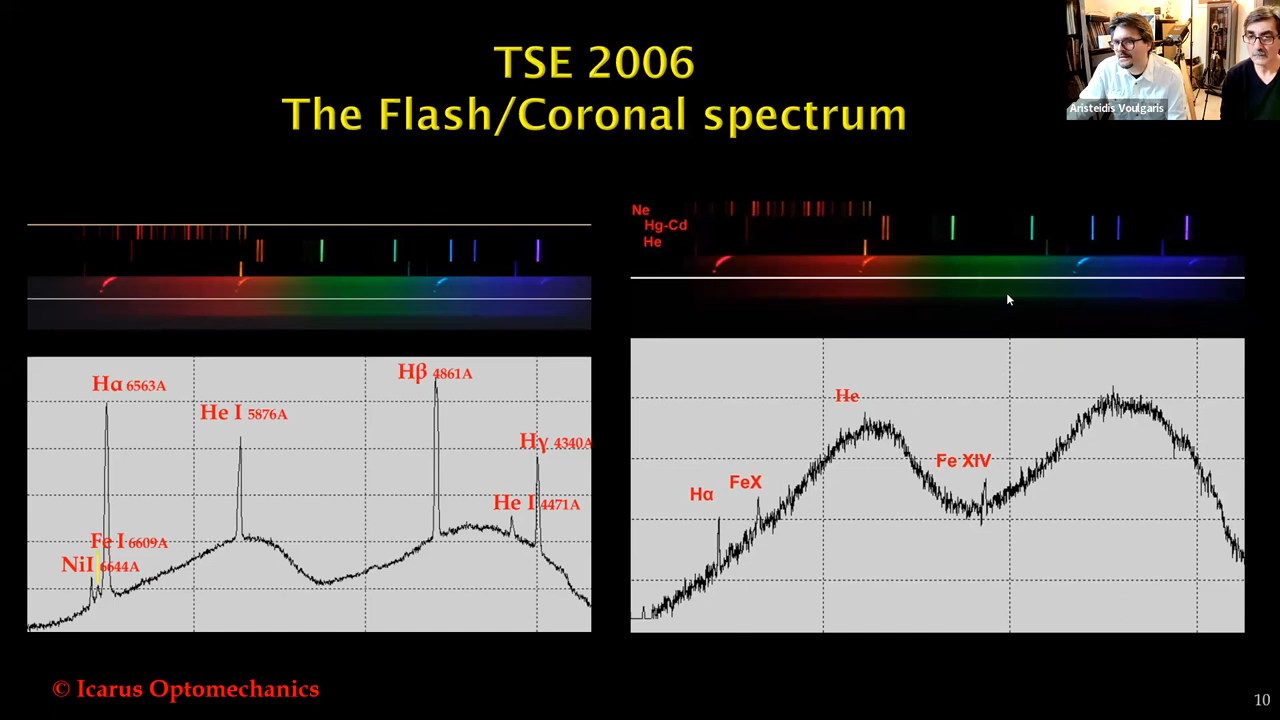 TSE 2006
The Flash/Coronal spectrum
Aristeidis Voulgaris
Ne
Hg-Cd
He
Hα 6563A
He I 5876A
Hβ 4861A
Hγ 4340A
He I 4471A
Fe I 6609A
NiI 6644A
He
Fe XIV
FeX
Hα
© Icarus Optomechanics
10